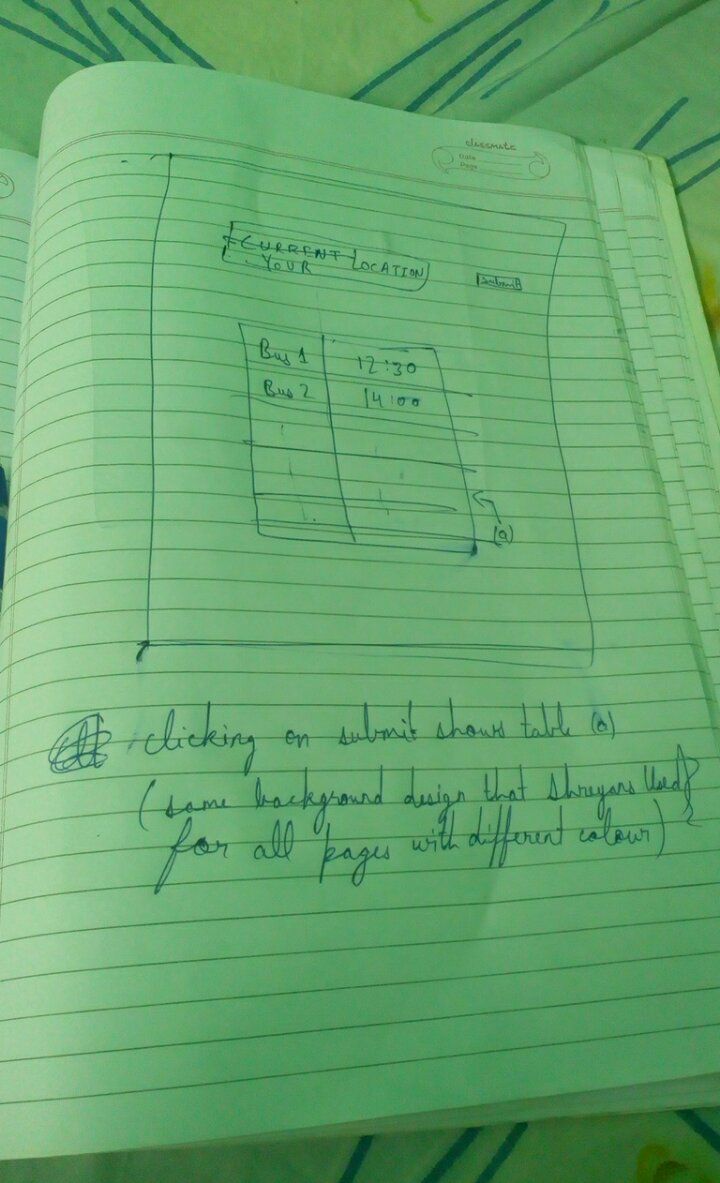 classmate
Date
Page
CURRENT LOCATION
YOUR
Submit
Bus 1 12:30
Bus 2 14:00
(a)
clicking on submit shows table (a)
(same background design that Shreyans used
for all pages with different colour)